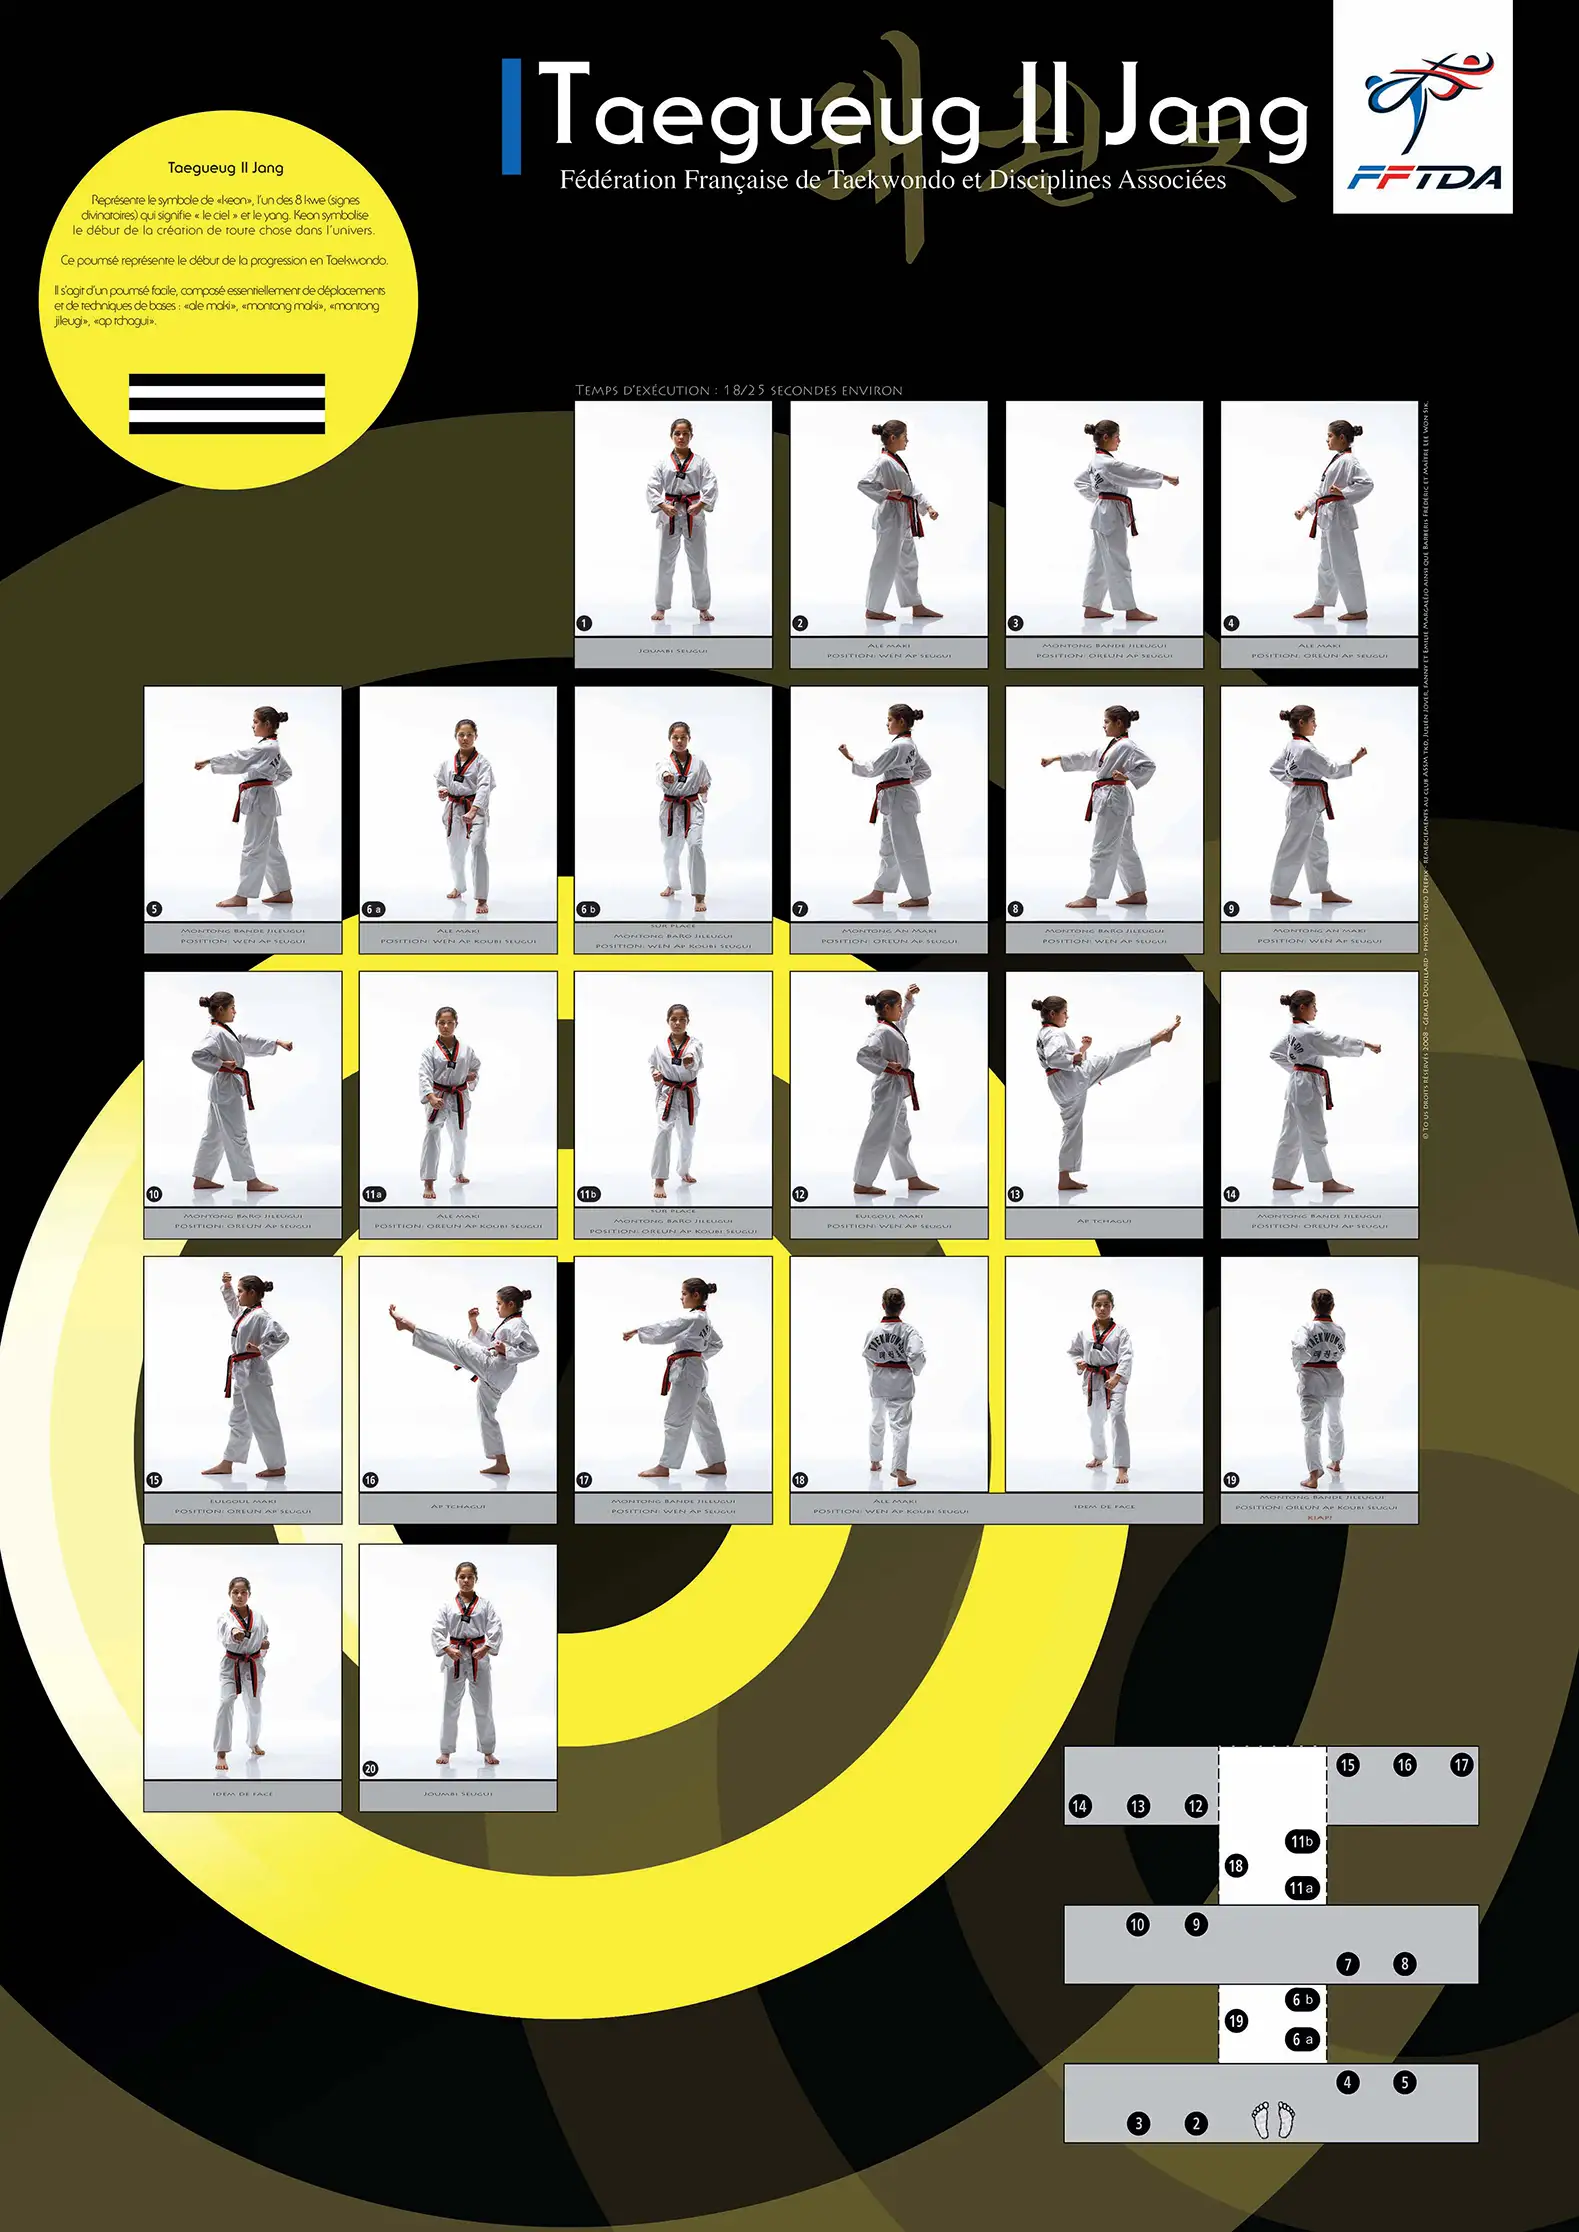 Taegueug Il Jang
Fédération Française de Taekwondo et Disciplines Associées
FFTDA
Taegueug Il Jang
Représente le symbole de «keon», l'un des 8 kwe (signes
divinatoires) qui signifie « le ciel » et le yang. Keon symbolise
le début de la création de toute chose dans l'univers.
Ce poumsé représente le début de la progression en Taekwondo.
Il s'agit d'un poumsé facile, composé essentiellement de déplacements
et de techniques de bases : «ale maki», «montong maki», «montong
jileugi», «ap tchagui».
Temps d'exécution : 18/25 secondes environ
1
Joumbi Seugui
2
Ale maki
Position: wen Ap Seugui
3
Montong Bande Jileugui
Position: Oreun Ap Seugui
4
Ale maki
Position: Oreun Ap Seugui
5
Montong Bande Jileugui
Position: wen Ap Seugui
6 a
Ale maki
Position: wen Ap Koubi Seugui
6 b
sur place
Montong Baro Jileugui
Position: wen Ap Koubi Seugui
7
Montong An Maki
Position: Oreun Ap Seugui
8
Montong Baro Jileugui
Position: wen Ap Seugui
9
Montong an maki
Position: wen Ap Seugui
10
Montong Baro Jileugui
Position: Oreun Ap Seugui
11 a
Ale maki
Position: Oreun Ap Koubi Seugui
11 b
sur place
Montong Baro Jileugui
Position: Oreun Ap Koubi Seugui
12
Eulgoul Maki
Position: wen Ap Seugui
13
Ap tchagui
14
Montong Bande Jileugui
Position: Oreun Ap Seugui
15
Eulgoul maki
Position: Oreun Ap Seugui
16
Ap tchagui
17
Montong Bande Jileugui
Position: wen Ap Seugui
TAEKWON-DO
18
Ale Maki
Position: wen Ap Koubi Seugui
idem de face
TAEKWON-DO
19
Montong Bande Jileugui
Position: Oreun Ap Koubi Seugui
KIAP!
idem de face
20
Joumbi Seugui
© To us droits réservés 2008 - Gérald Douillard - photos studio Deepix - remerciements au club ASSM TKD, Julien Jover, Fanny et Emilie Margaléjo ainsi que Barberis Frédéric et Maître Lee Won Sik.
15 16 17
14 13 12
11 b
18
11 a
10 9
7 8
6 b
19
6 a
4 5
3 2